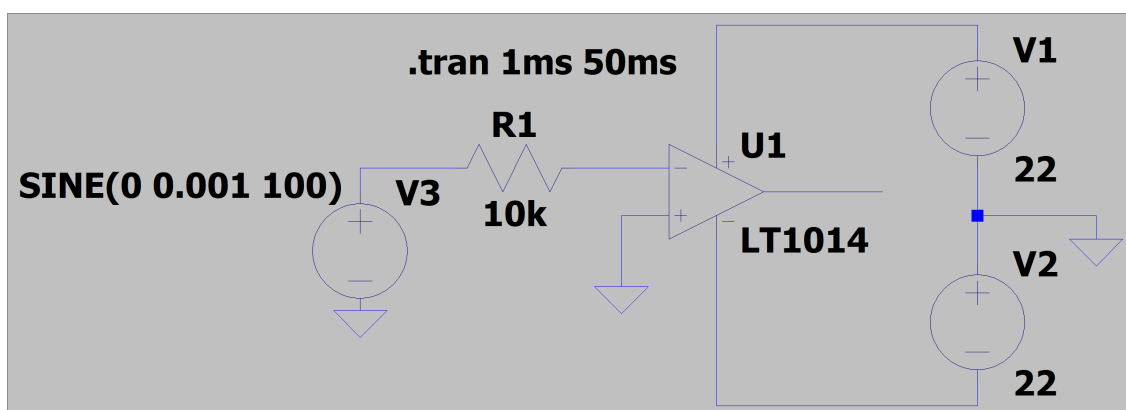 .tran 1ms 50ms
V1
R1
U1
SINE(0 0.001 100)
V3
10k
22
LT1014
V2
22